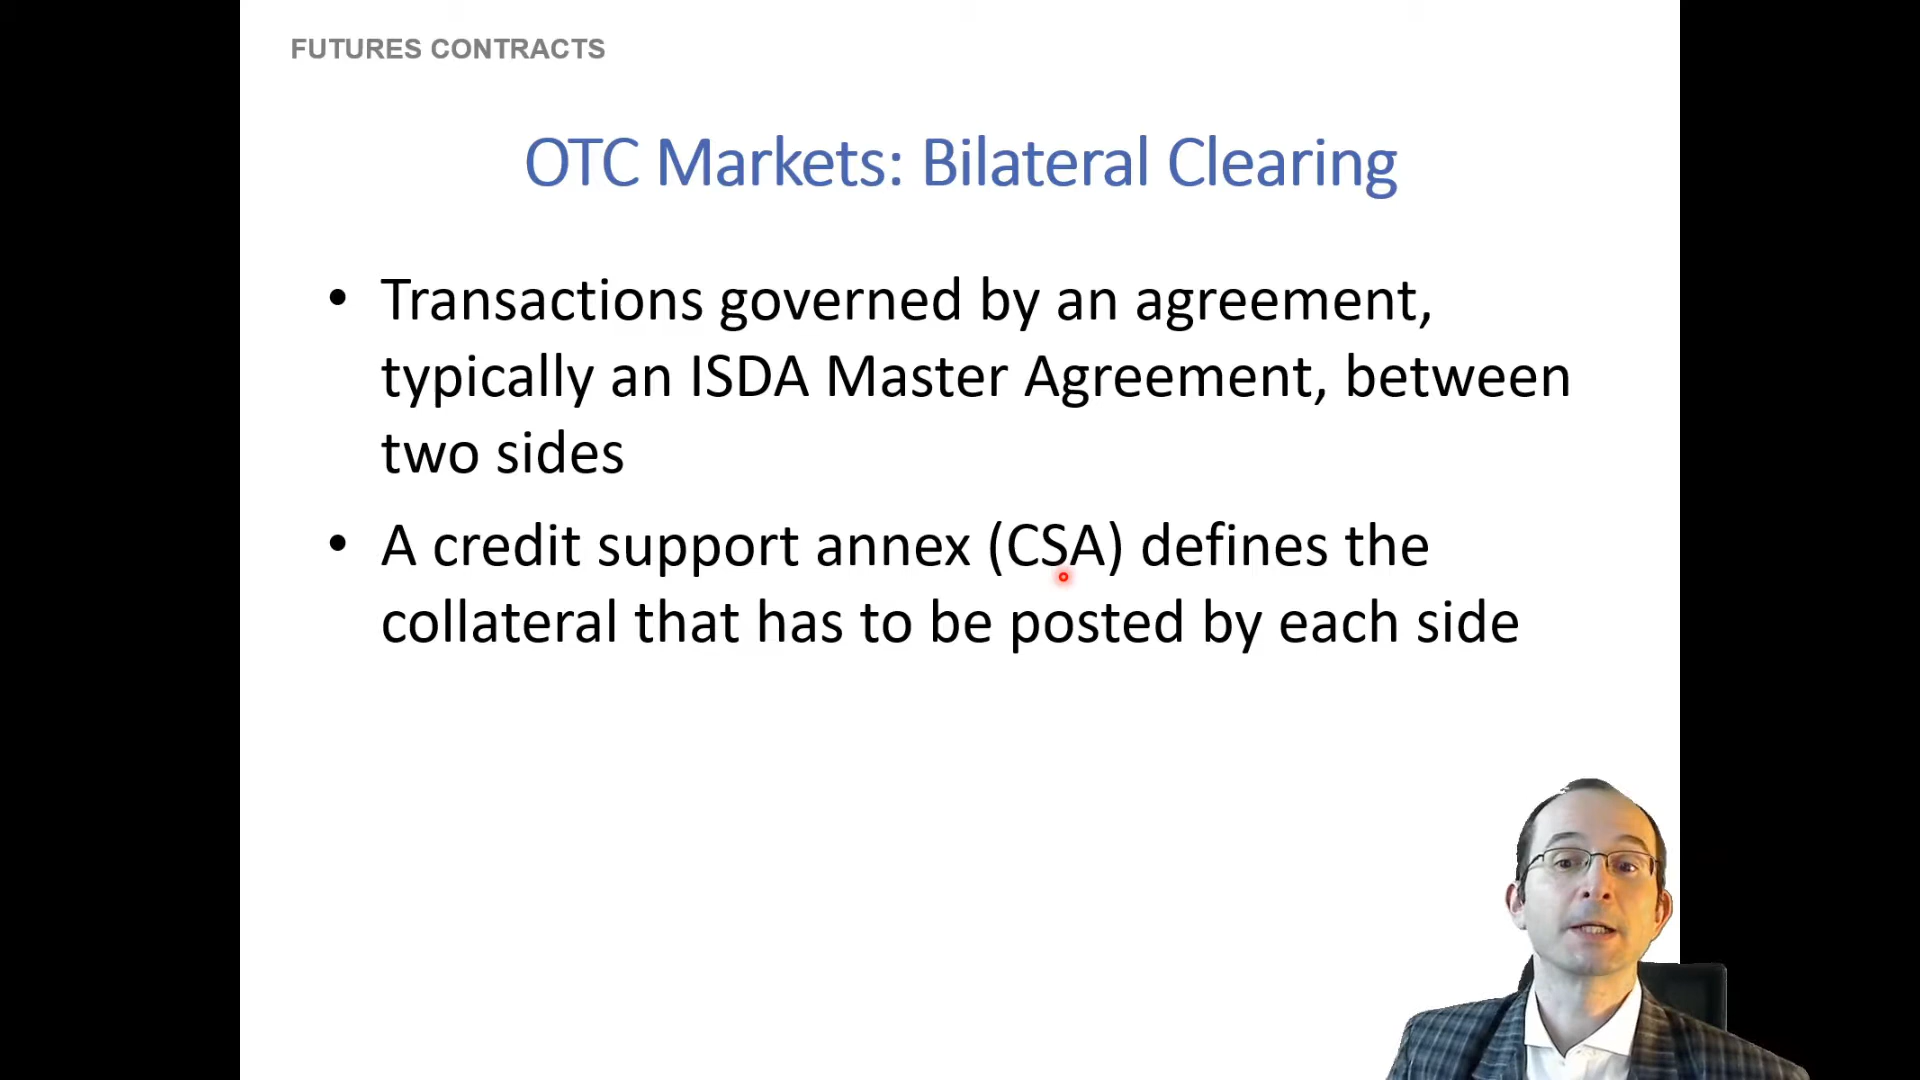 FUTURES CONTRACTS
OTC Markets: Bilateral Clearing
• Transactions governed by an agreement,
typically an ISDA Master Agreement, between
two sides
• A credit support annex (CSA) defines the
collateral that has to be posted by each side